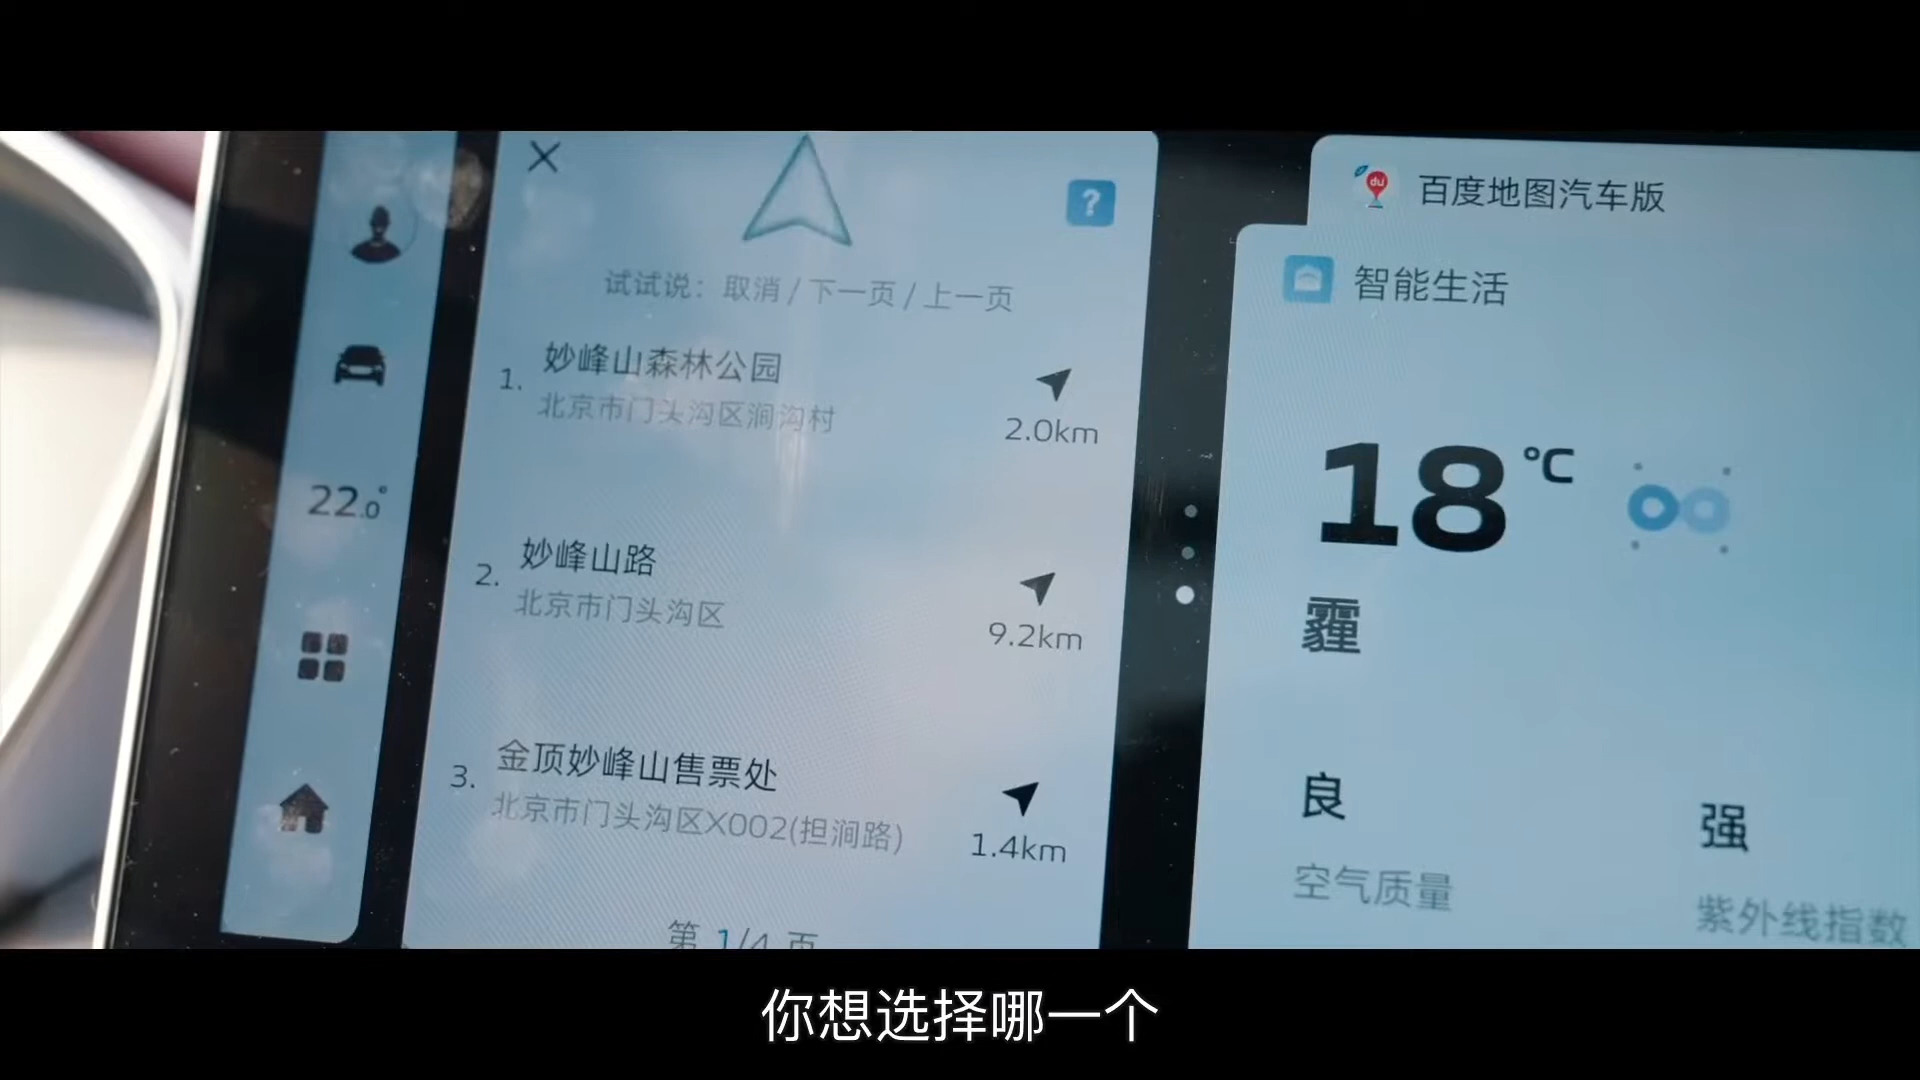 百度地图汽车版
智能生活
试试说：取消/下一页/上一页
1.
妙峰山森林公园
北京市门头沟区涧沟村
2.0km
2.
妙峰山路
北京市门头沟区
9.2km
3.
金顶妙峰山售票处
北京市门头沟区X002(担涧路)
1.4km
第 1/4 页
22.0°
18℃
霾
良
空气质量
强
紫外线指数
?
du
你想选择哪一个